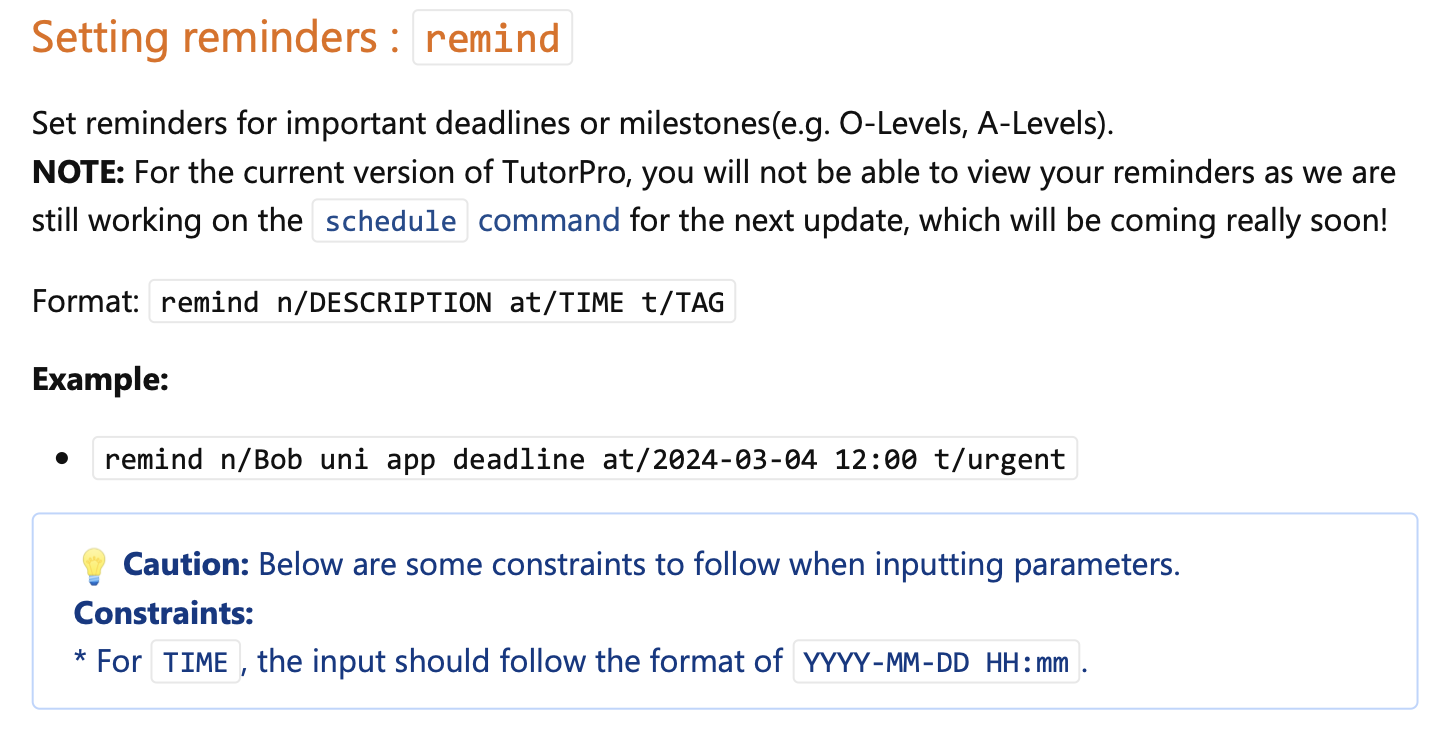 Setting reminders : remind
Set reminders for important deadlines or milestones(e.g. O-Levels, A-Levels).
NOTE: For the current version of TutorPro, you will not be able to view your reminders as we are
still working on the schedule command for the next update, which will be coming really soon!
Format: remind n/DESCRIPTION at/TIME t/TAG
Example:
• remind n/Bob uni app deadline at/2024-03-04 12:00 t/urgent
💡 Caution: Below are some constraints to follow when inputting parameters.
Constraints:
* For TIME, the input should follow the format of YYYY-MM-DD HH:mm.